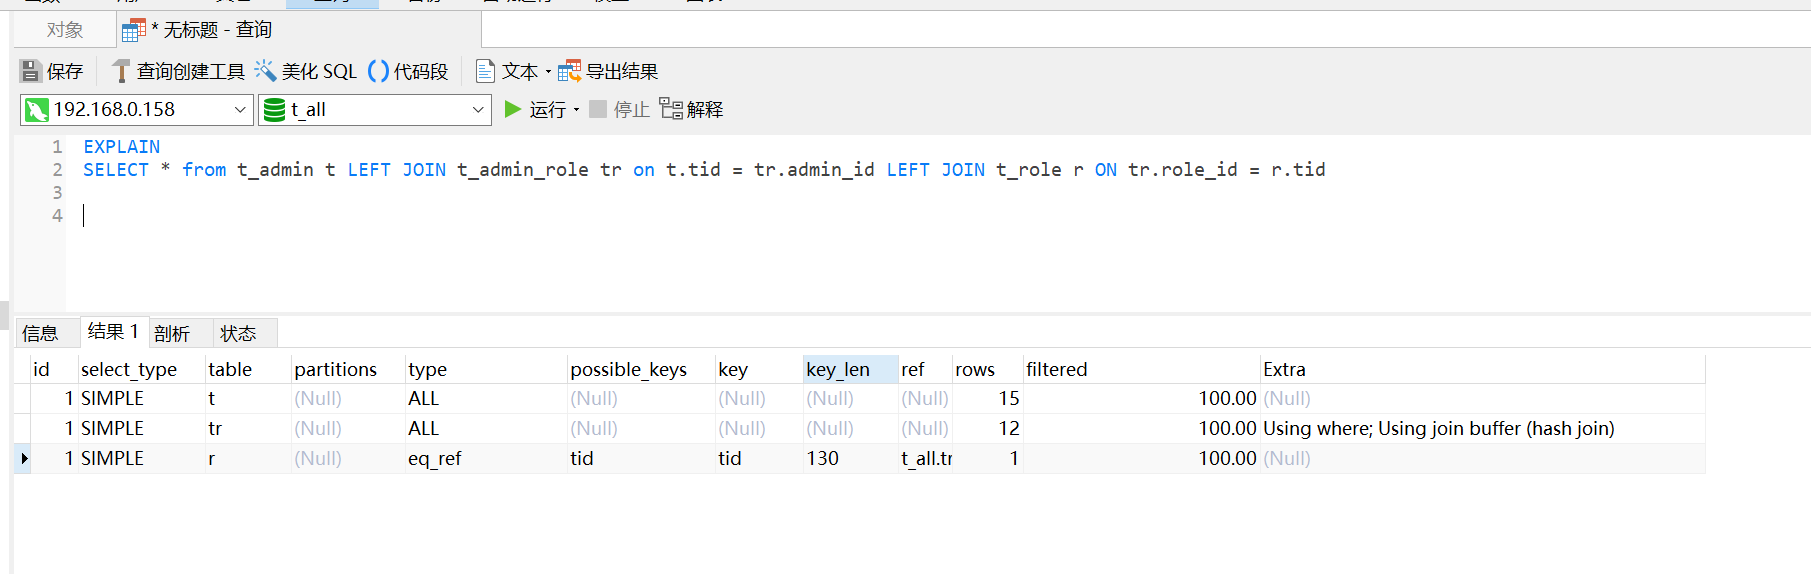 对象 * 无标题 - 查询
保存 查询创建工具 美化 SQL 代码段 文本 导出结果
192.168.0.158 t_all 运行 停止 解释
1 EXPLAIN
2 SELECT * from t_admin t LEFT JOIN t_admin_role tr on t.tid = tr.admin_id LEFT JOIN t_role r ON tr.role_id = r.tid
3
4
信息 结果 1 剖析 状态
id select_type table partitions type possible_keys key key_len ref rows filtered Extra
1 SIMPLE t (Null) ALL (Null) (Null) (Null) (Null) 15 100.00 (Null)
1 SIMPLE tr (Null) ALL (Null) (Null) (Null) (Null) 12 100.00 Using where; Using join buffer (hash join)
1 SIMPLE r (Null) eq_ref tid tid 130 t_all.tr 1 100.00 (Null)